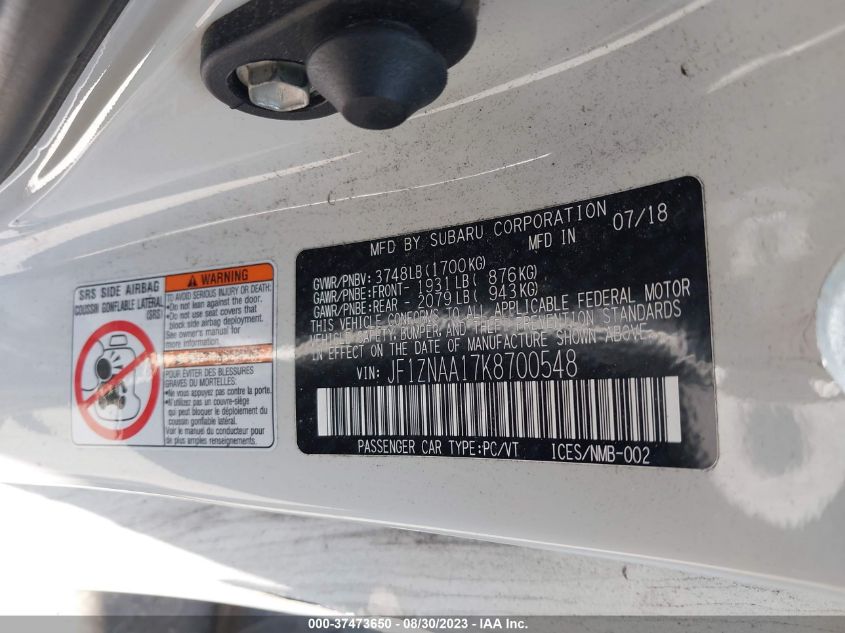 MFD BY SUBARU CORPORATION 07/18
MFD IN
GVWR/PNBV: 3748LB(1700KG)
GAWR/PNBE:FRONT- 1931LB( 876KG)
GAWR/PNBE:REAR - 2079LB( 943KG)
THIS VEHICLE CONFORMS TO ALL APPLICABLE FEDERAL MOTOR
VEHICLE SAFETY, BUMPER, AND THEFT PREVENTION STANDARDS
IN EFFECT ON THE DATE OF MANUFACTURE SHOWN ABOVE.
VIN: JF1ZNAA17K8700548
PASSENGER CAR TYPE:PC/VT ICES/NMB-002
SRS SIDE AIRBAG
COUSSIN GONFLABLE LATÉRAL
(SRS)
WARNING
TO AVOID SERIOUS INJURY OR DEATH:
•Do not lean against the door.
•Do not use seat covers that
block side airbag deployment.
See owner's manual for
more information.
POUR ÉVITER DES BLESSURES
GRAVES OU MORTELLES:
•Ne vous appuyez pas contre la porte.
•N'utilisez pas un couvre-siège
qui peut bloquer le déploiement du
coussin gonflable latéral.
Voir le manuel du conducteur pour
de plus amples renseignements.
000-37473650 - 08/30/2023 - IAAI.COM